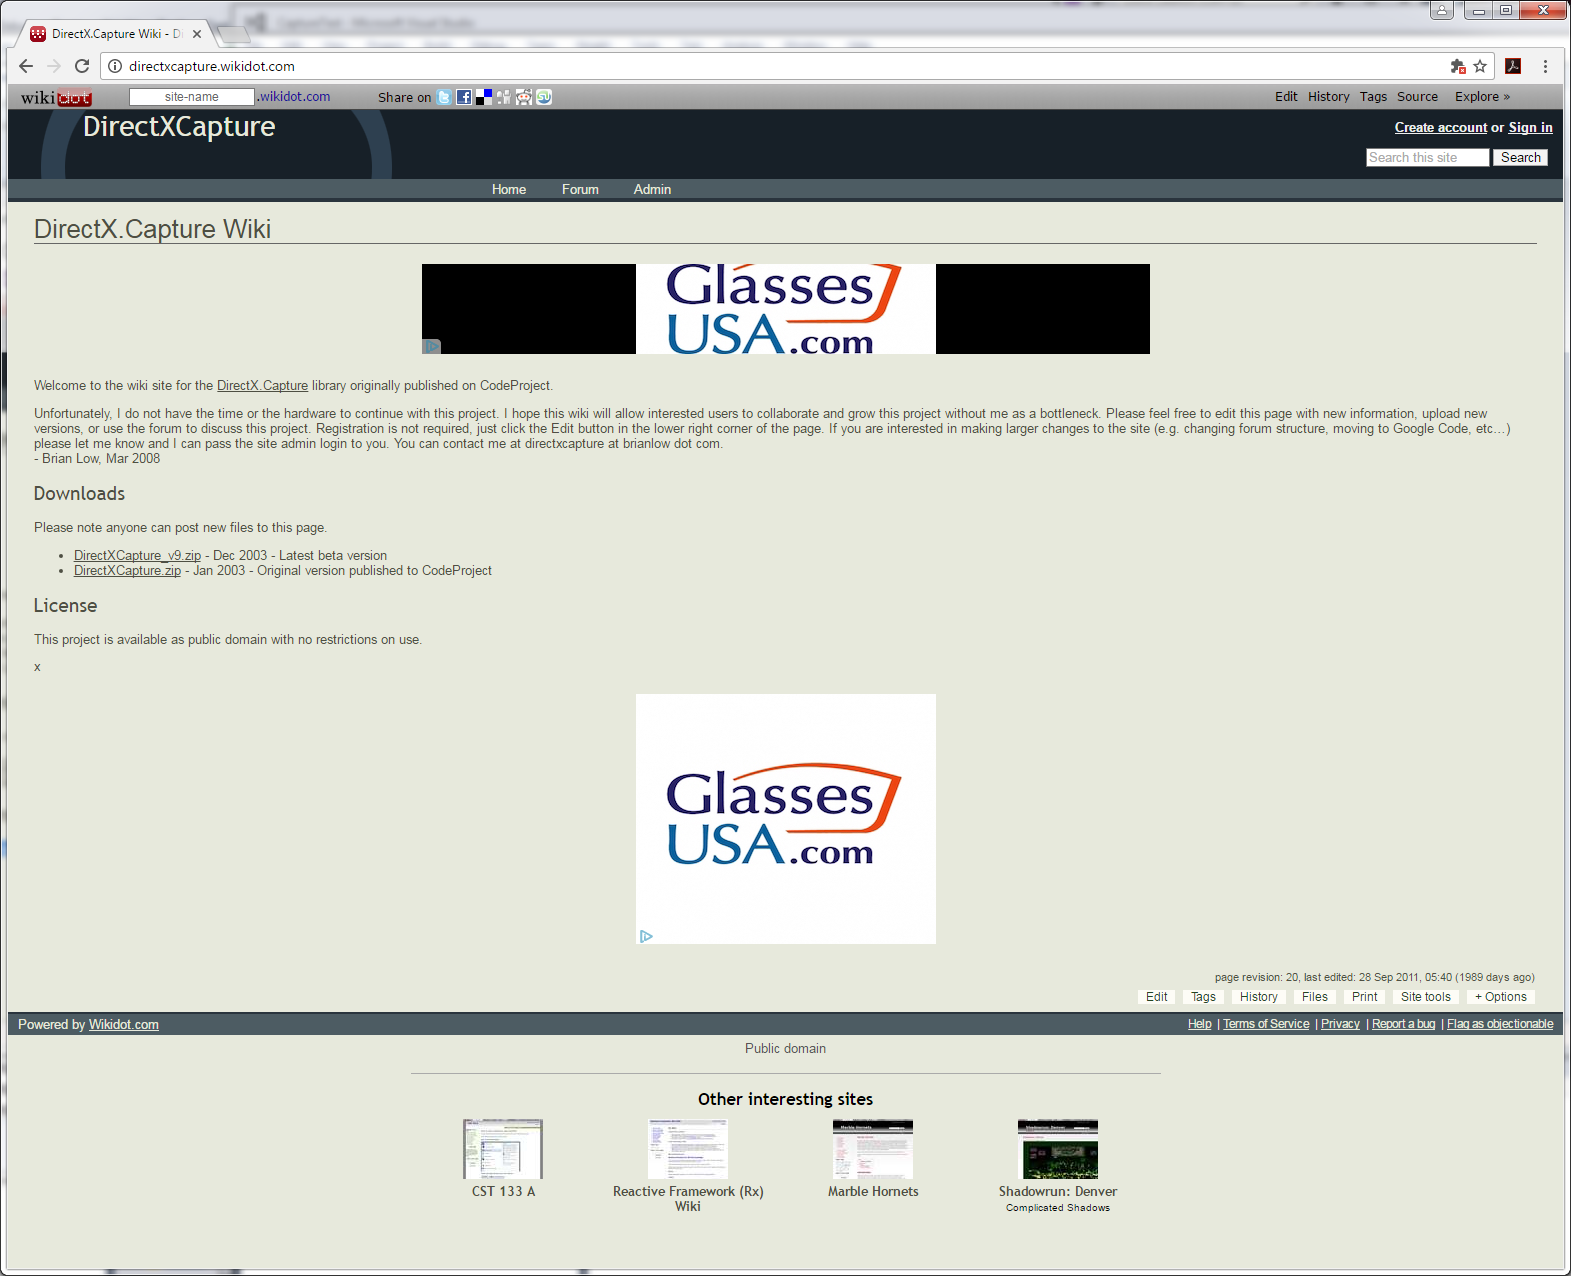 DirectX.Capture Wiki - Di
directxcapture.wikidot.com
wikidot
site-name
.wikidot.com
Share on
Edit History Tags Source Explore »
DirectXCapture
Create account or Sign in
Search this site
Search
Home Forum Admin
DirectX.Capture Wiki
Glasses
USA.com
Welcome to the wiki site for the DirectX.Capture library originally published on CodeProject.
Unfortunately, I do not have the time or the hardware to continue with this project. I hope this wiki will allow interested users to collaborate and grow this project without me as a bottleneck. Please feel free to edit this page with new information, upload new
versions, or use the forum to discuss this project. Registration is not required, just click the Edit button in the lower right corner of the page. If you are interested in making larger changes to the site (e.g. changing forum structure, moving to Google Code, etc…)
please let me know and I can pass the site admin login to you. You can contact me at directxcapture at brianlow dot com.
- Brian Low, Mar 2008
Downloads
Please note anyone can post new files to this page.
• DirectXCapture_v9.zip - Dec 2003 - Latest beta version
• DirectXCapture.zip - Jan 2003 - Original version published to CodeProject
License
This project is available as public domain with no restrictions on use.
x
Glasses
USA.com
page revision: 20, last edited: 28 Sep 2011, 05:40 (1989 days ago)
Edit Tags History Files Print Site tools + Options
Powered by Wikidot.com
Help | Terms of Service | Privacy | Report a bug | Flag as objectionable
Public domain
Other interesting sites
CST 133 A
Reactive Framework (Rx)
Wiki
Marble Hornets
Shadowrun: Denver
Complicated Shadows